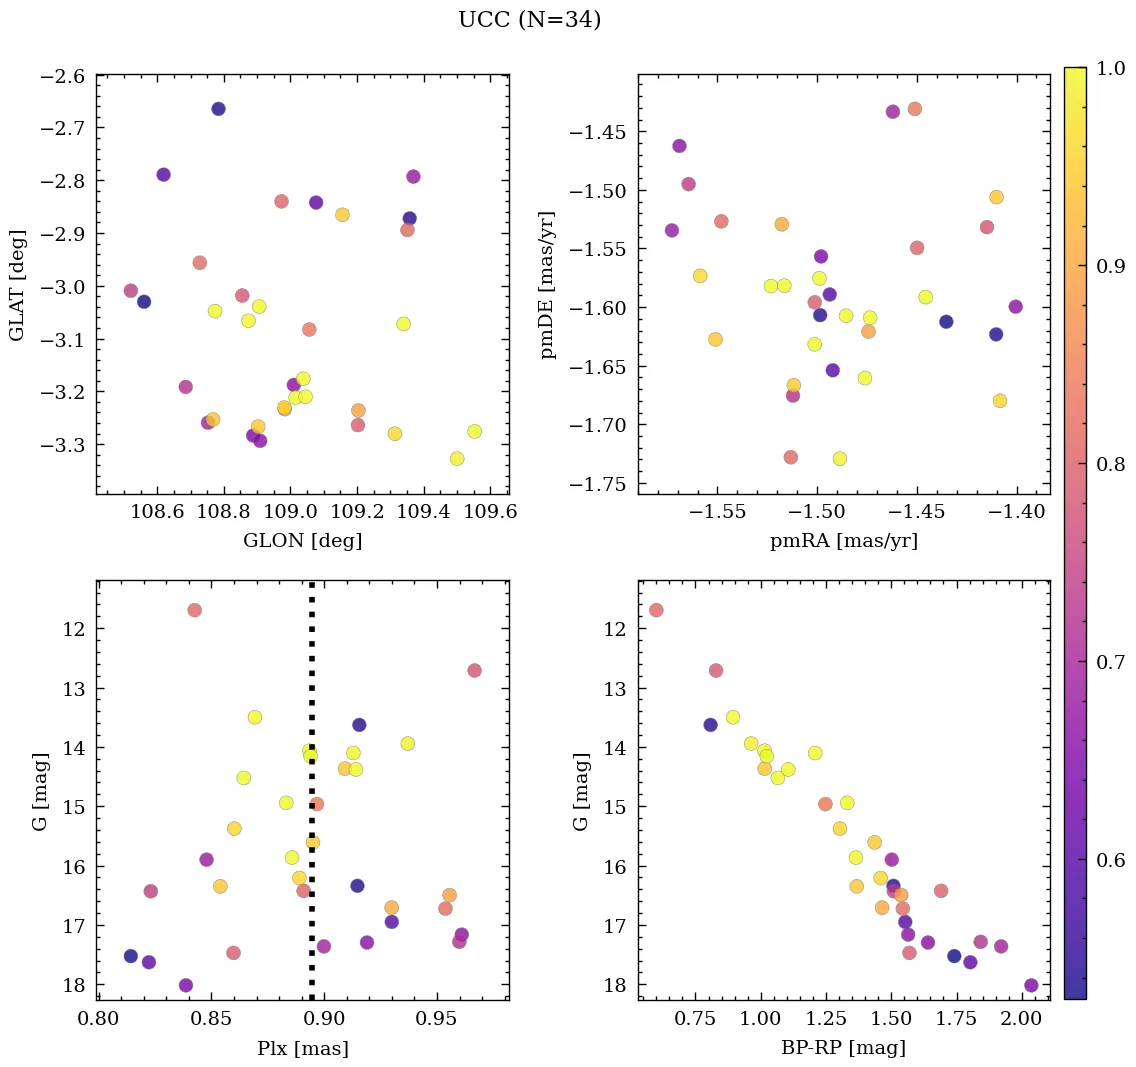 UCC (N=34)
−2.6
−2.7
−2.8
−2.9
−3.0
−3.1
−3.2
−3.3
GLAT [deg]
108.6 108.8 109.0 109.2 109.4 109.6
GLON [deg]
−1.45
−1.50
−1.55
−1.60
−1.65
−1.70
−1.75
pmDE [mas/yr]
−1.55 −1.50 −1.45 −1.40
pmRA [mas/yr]
12
13
14
15
16
17
18
G [mag]
0.80 0.85 0.90 0.95
Plx [mas]
12
13
14
15
16
17
18
G [mag]
0.75 1.00 1.25 1.50 1.75 2.00
BP-RP [mag]
1.0
0.9
0.8
0.7
0.6